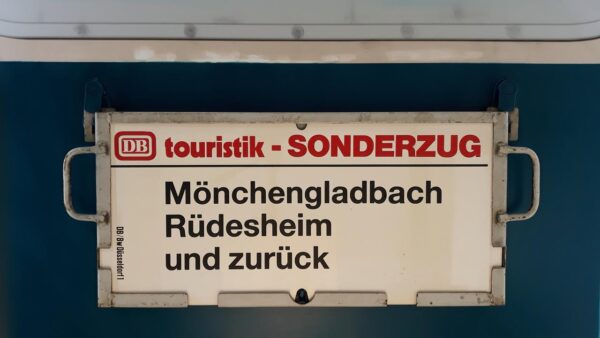 DB touristik - SONDERZUG
Mönchengladbach
Rüdesheim
und zurück
DB/Bw Düsseldorf 1